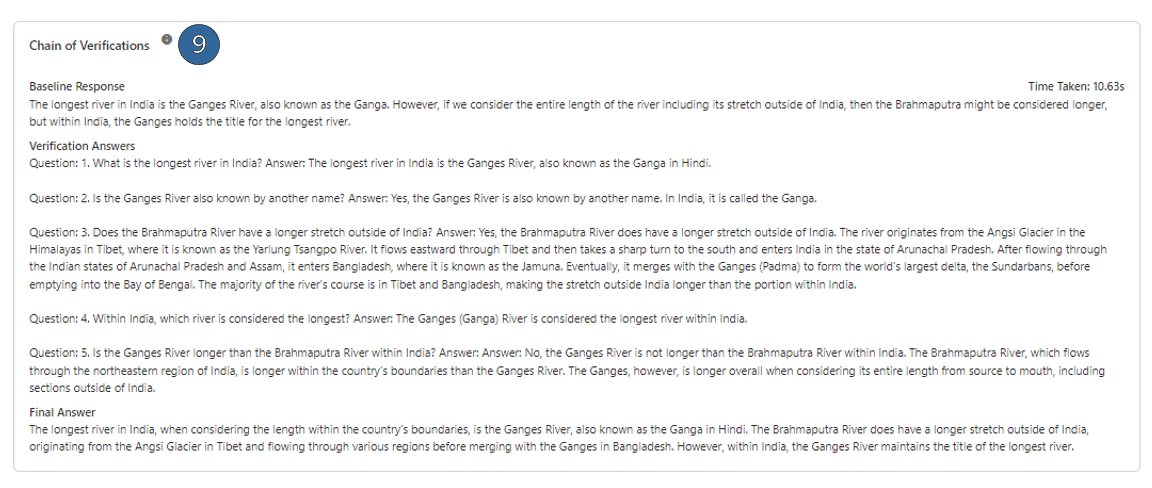 Chain of Verifications
9
Baseline Response
Time Taken: 10.63s
The longest river in India is the Ganges River, also known as the Ganga. However, if we consider the entire length of the river including its stretch outside of India, then the Brahmaputra might be considered longer,
but within India, the Ganges holds the title for the longest river.
Verification Answers
Question: 1. What is the longest river in India? Answer: The longest river in India is the Ganges River, also known as the Ganga in Hindi.
Question: 2. Is the Ganges River also known by another name? Answer: Yes, the Ganges River is also known by another name. In India, it is called the Ganga.
Question: 3. Does the Brahmaputra River have a longer stretch outside of India? Answer: Yes, the Brahmaputra River does have a longer stretch outside of India. The river originates from the Angsi Glacier in the
Himalayas in Tibet, where it is known as the Yarlung Tsangpo River. It flows eastward through Tibet and then takes a sharp turn to the south and enters India in the state of Arunachal Pradesh. After flowing through
the Indian states of Arunachal Pradesh and Assam, it enters Bangladesh, where it is known as the Jamuna. Eventually, it merges with the Ganges (Padma) to form the world's largest delta, the Sundarbans, before
emptying into the Bay of Bengal. The majority of the river's course is in Tibet and Bangladesh, making the stretch outside India longer than the portion within India.
Question: 4. Within India, which river is considered the longest? Answer: The Ganges (Ganga) River is considered the longest river within India.
Question: 5. Is the Ganges River longer than the Brahmaputra River within India? Answer: Answer: No, the Ganges River is not longer than the Brahmaputra River within India. The Brahmaputra River, which flows
through the northeastern region of India, is longer within the country's boundaries than the Ganges River. The Ganges, however, is longer overall when considering its entire length from source to mouth, including
sections outside of India.
Final Answer
The longest river in India, when considering the length within the country's boundaries, is the Ganges River, also known as the Ganga in Hindi. The Brahmaputra River does have a longer stretch outside of India,
originating from the Angsi Glacier in Tibet and flowing through various regions before merging with the Ganges in Bangladesh. However, within India, the Ganges River maintains the title of the longest river.